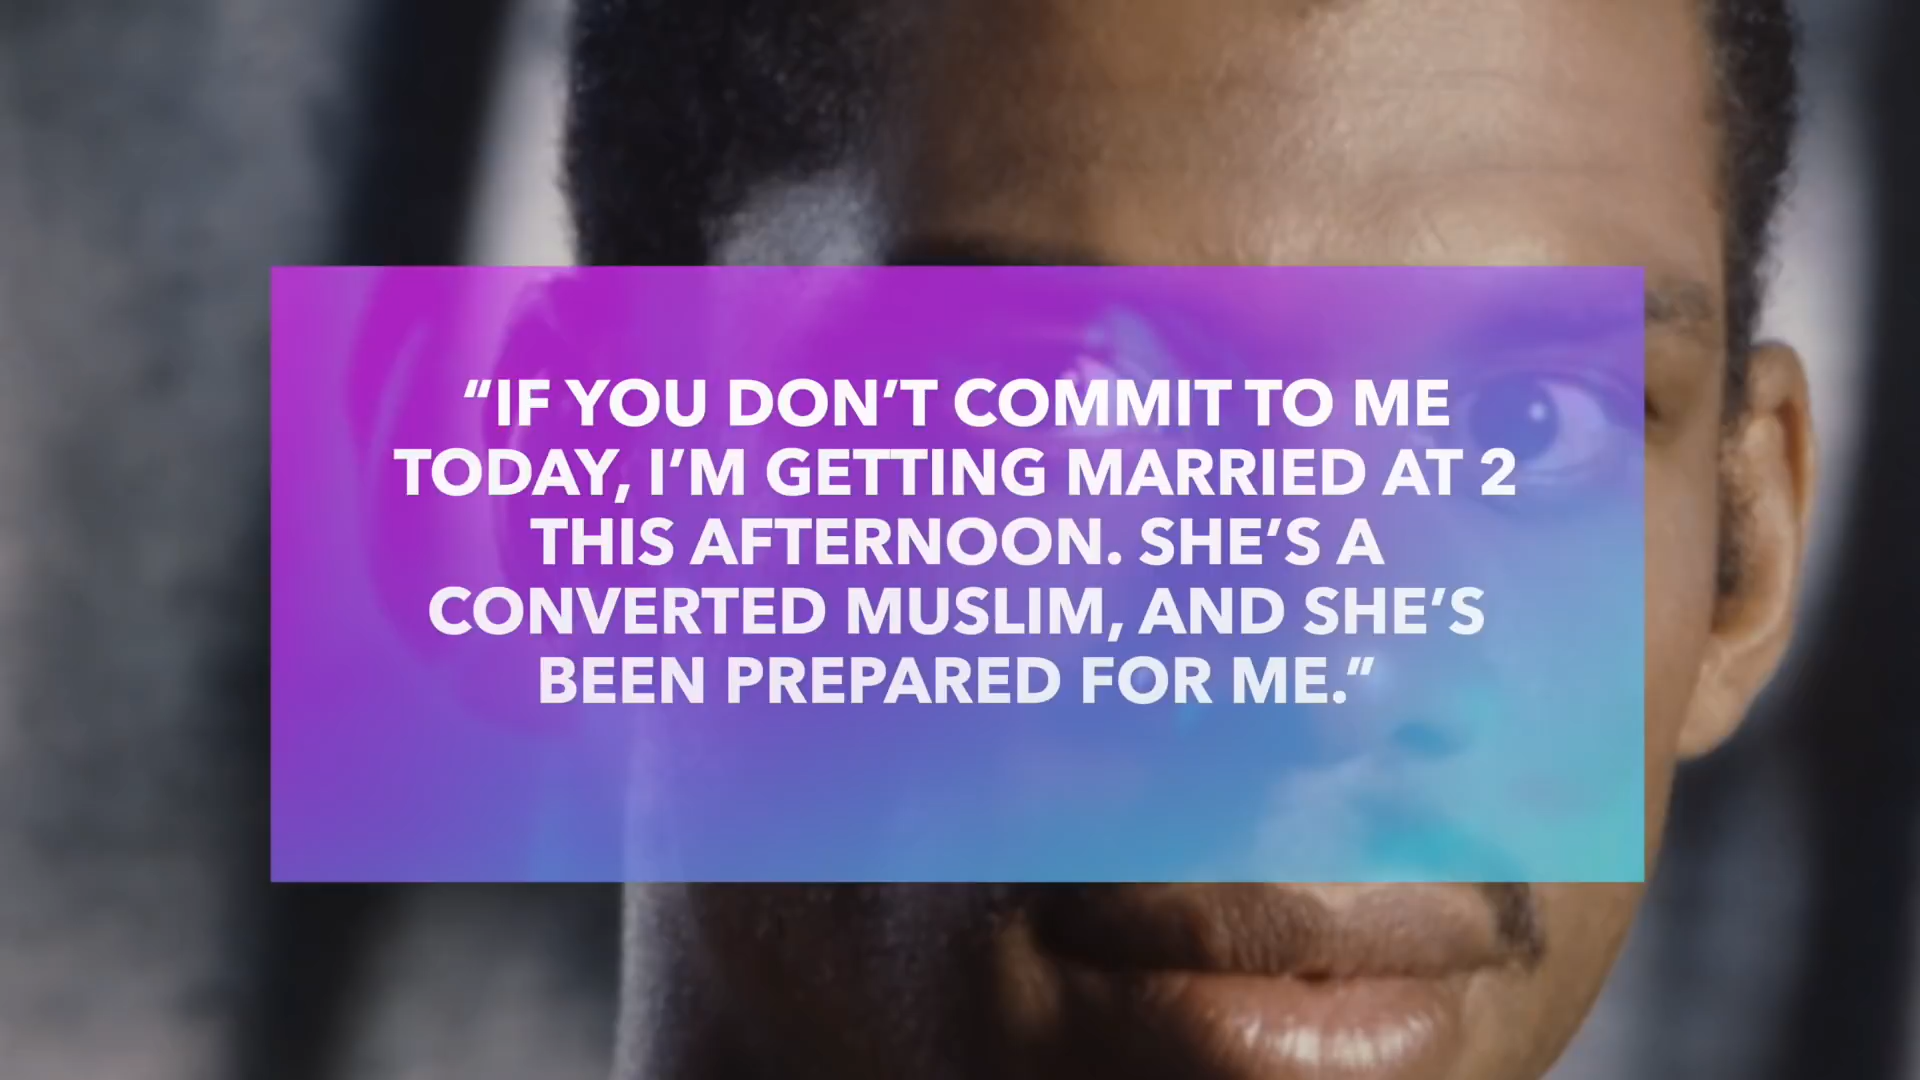 “IF YOU DON’T COMMIT TO ME
TODAY, I’M GETTING MARRIED AT 2
THIS AFTERNOON. SHE’S A
CONVERTED MUSLIM, AND SHE’S
BEEN PREPARED FOR ME.”